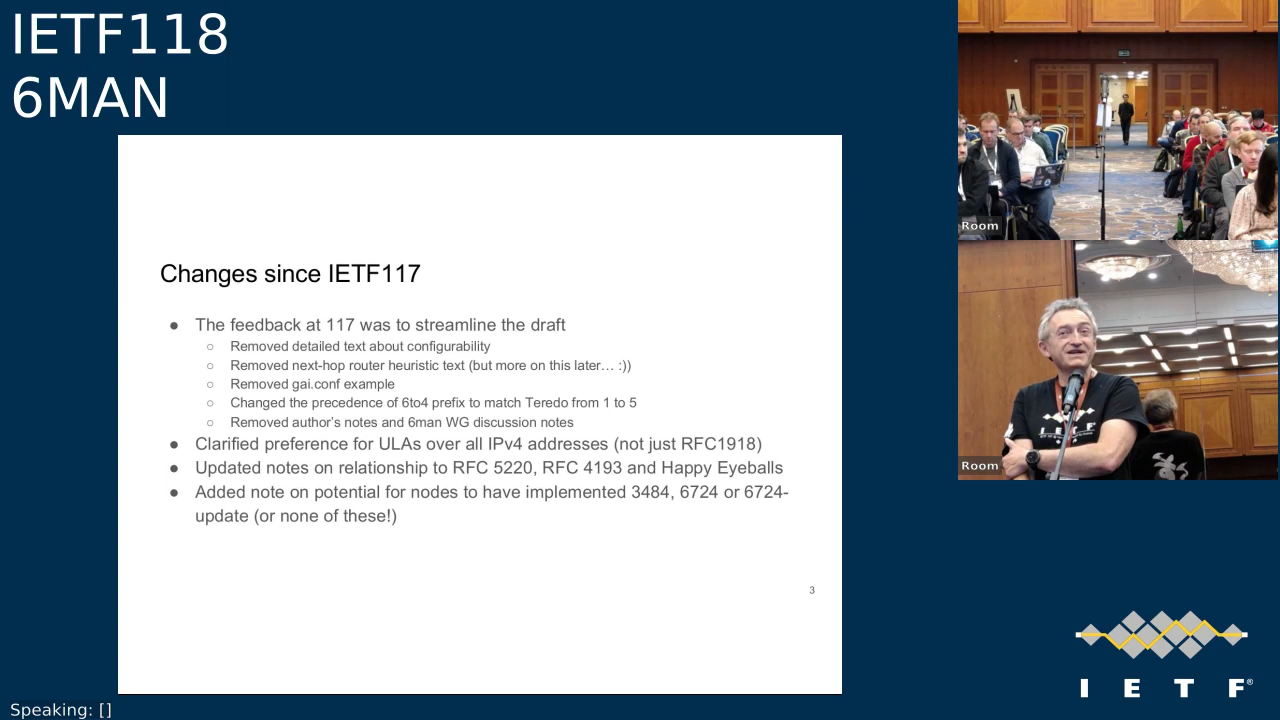 IETF118
6MAN
Changes since IETF117
● The feedback at 117 was to streamline the draft
○ Removed detailed text about configurability
○ Removed next-hop router heuristic text (but more on this later… :))
○ Removed gai.conf example
○ Changed the precedence of 6to4 prefix to match Teredo from 1 to 5
○ Removed author's notes and 6man WG discussion notes
● Clarified preference for ULAs over all IPv4 addresses (not just RFC1918)
● Updated notes on relationship to RFC 5220, RFC 4193 and Happy Eyeballs
● Added note on potential for nodes to have implemented 3484, 6724 or 6724-
update (or none of these!)
3
Room
Room
I E T F
I E T F®
Speaking: []